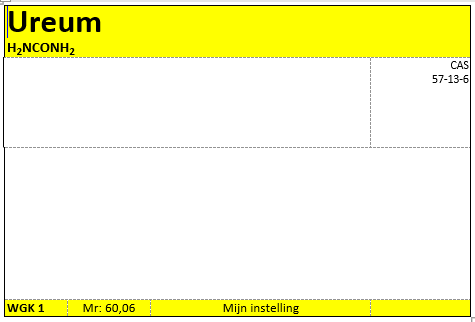 Ureum
H₂NCONH₂
CAS
57-13-6
WGK 1 Mr: 60,06 Mijn instelling